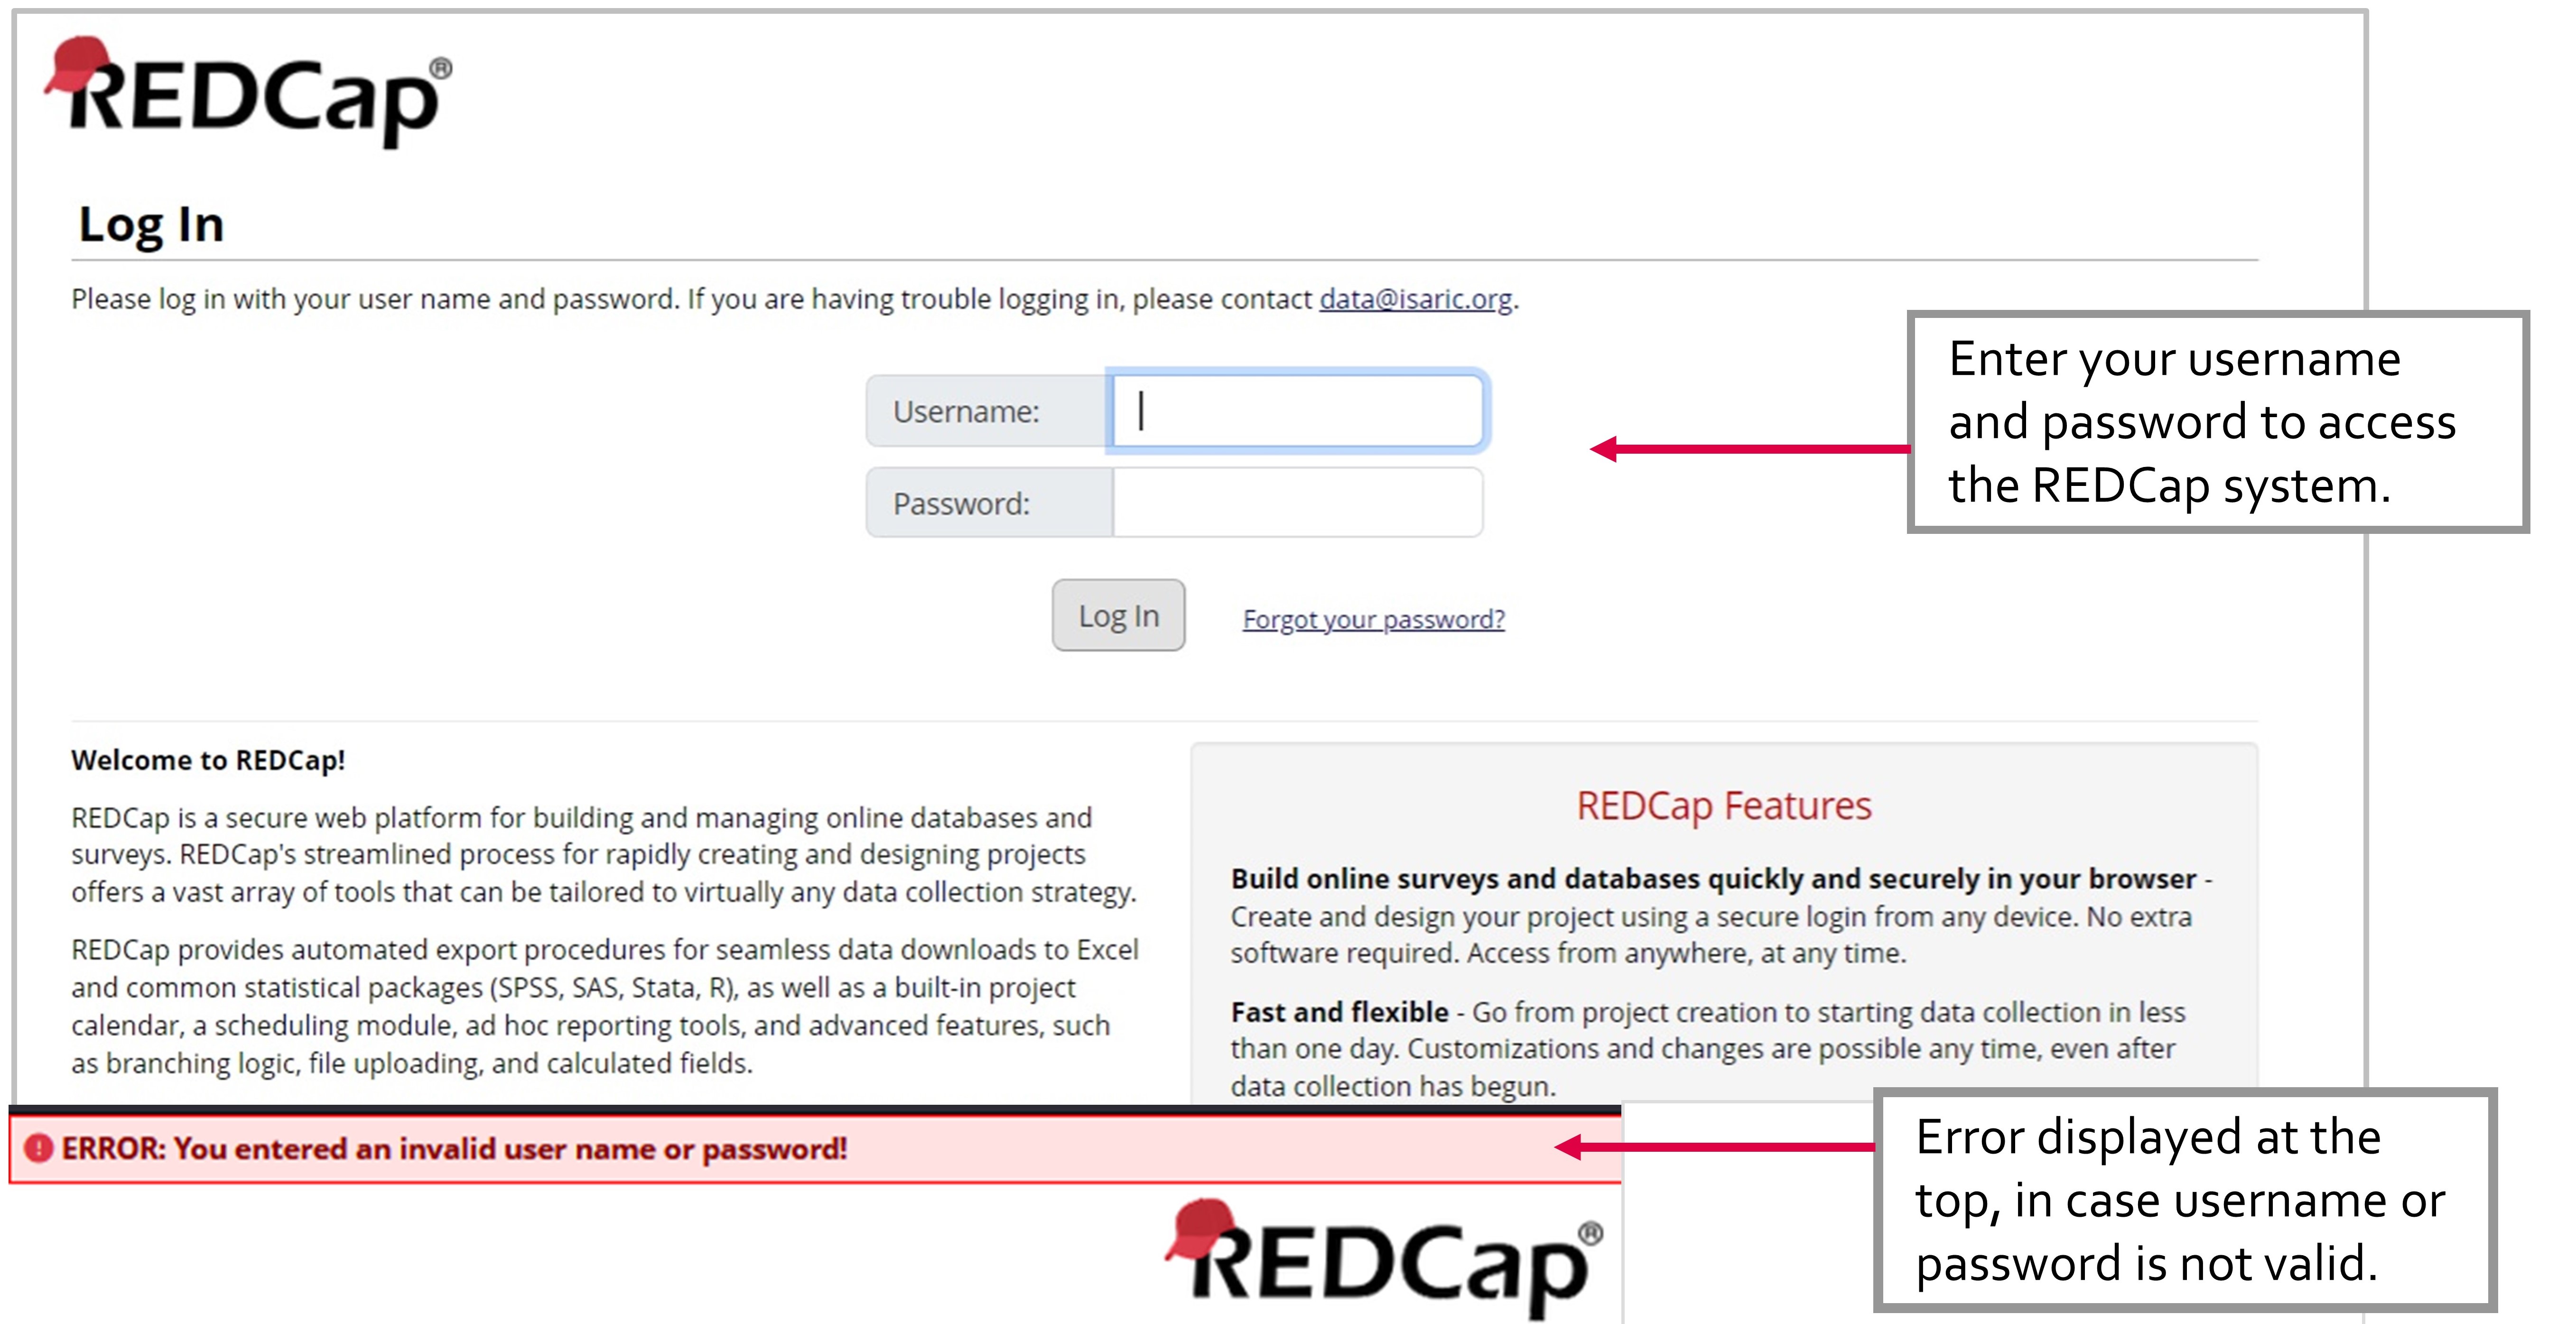 REDCap®
Log In
Please log in with your user name and password. If you are having trouble logging in, please contact data@isaric.org.
Username:
Password:
Log In
Forgot your password?
Enter your username
and password to access
the REDCap system.
Welcome to REDCap!
REDCap is a secure web platform for building and managing online databases and
surveys. REDCap's streamlined process for rapidly creating and designing projects
offers a vast array of tools that can be tailored to virtually any data collection strategy.
REDCap provides automated export procedures for seamless data downloads to Excel
and common statistical packages (SPSS, SAS, Stata, R), as well as a built-in project
calendar, a scheduling module, ad hoc reporting tools, and advanced features, such
as branching logic, file uploading, and calculated fields.
REDCap Features
Build online surveys and databases quickly and securely in your browser -
Create and design your project using a secure login from any device. No extra
software required. Access from anywhere, at any time.
Fast and flexible - Go from project creation to starting data collection in less
than one day. Customizations and changes are possible any time, even after
data collection has begun.
ERROR: You entered an invalid user name or password!
Error displayed at the
top, in case username or
password is not valid.
REDCap®